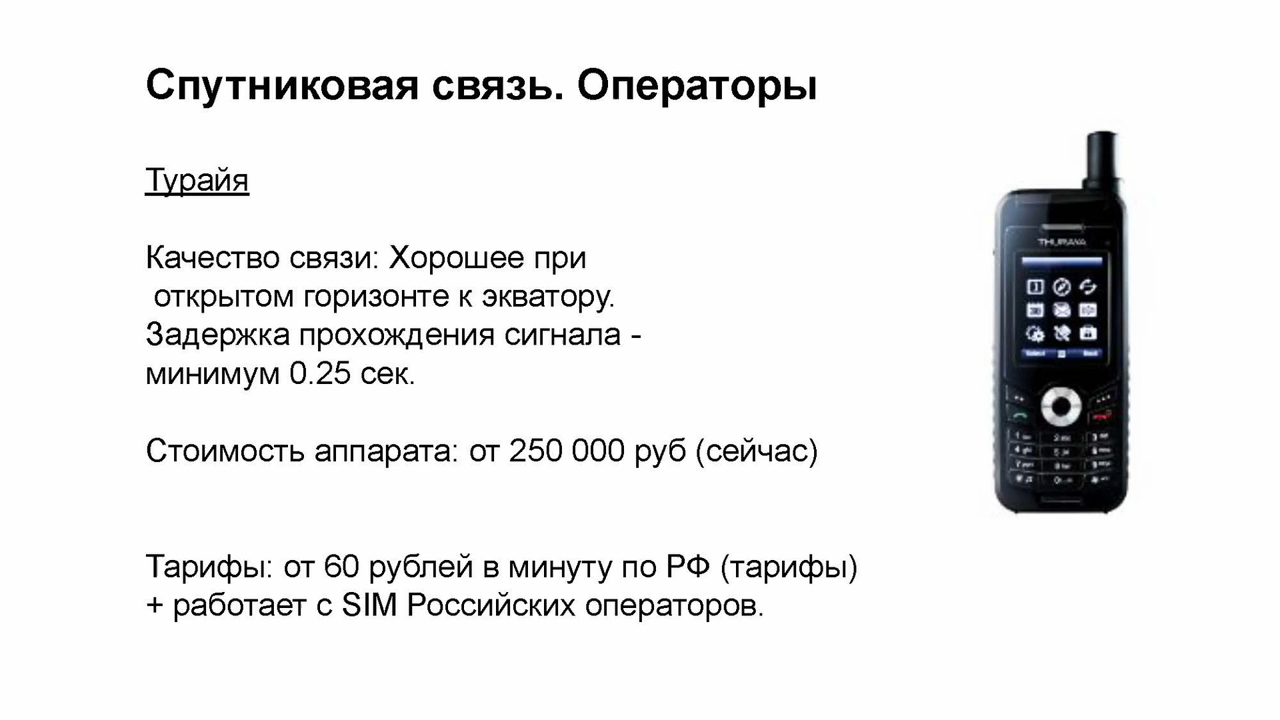 Спутниковая связь. Операторы
Турайя
Качество связи: Хорошее при
открытом горизонте к экватору.
Задержка прохождения сигнала -
минимум 0.25 сек.
Стоимость аппарата: от 250 000 руб (сейчас)
Тарифы: от 60 рублей в минуту по РФ (тарифы)
+ работает с SIM Российских операторов.
THURAYA